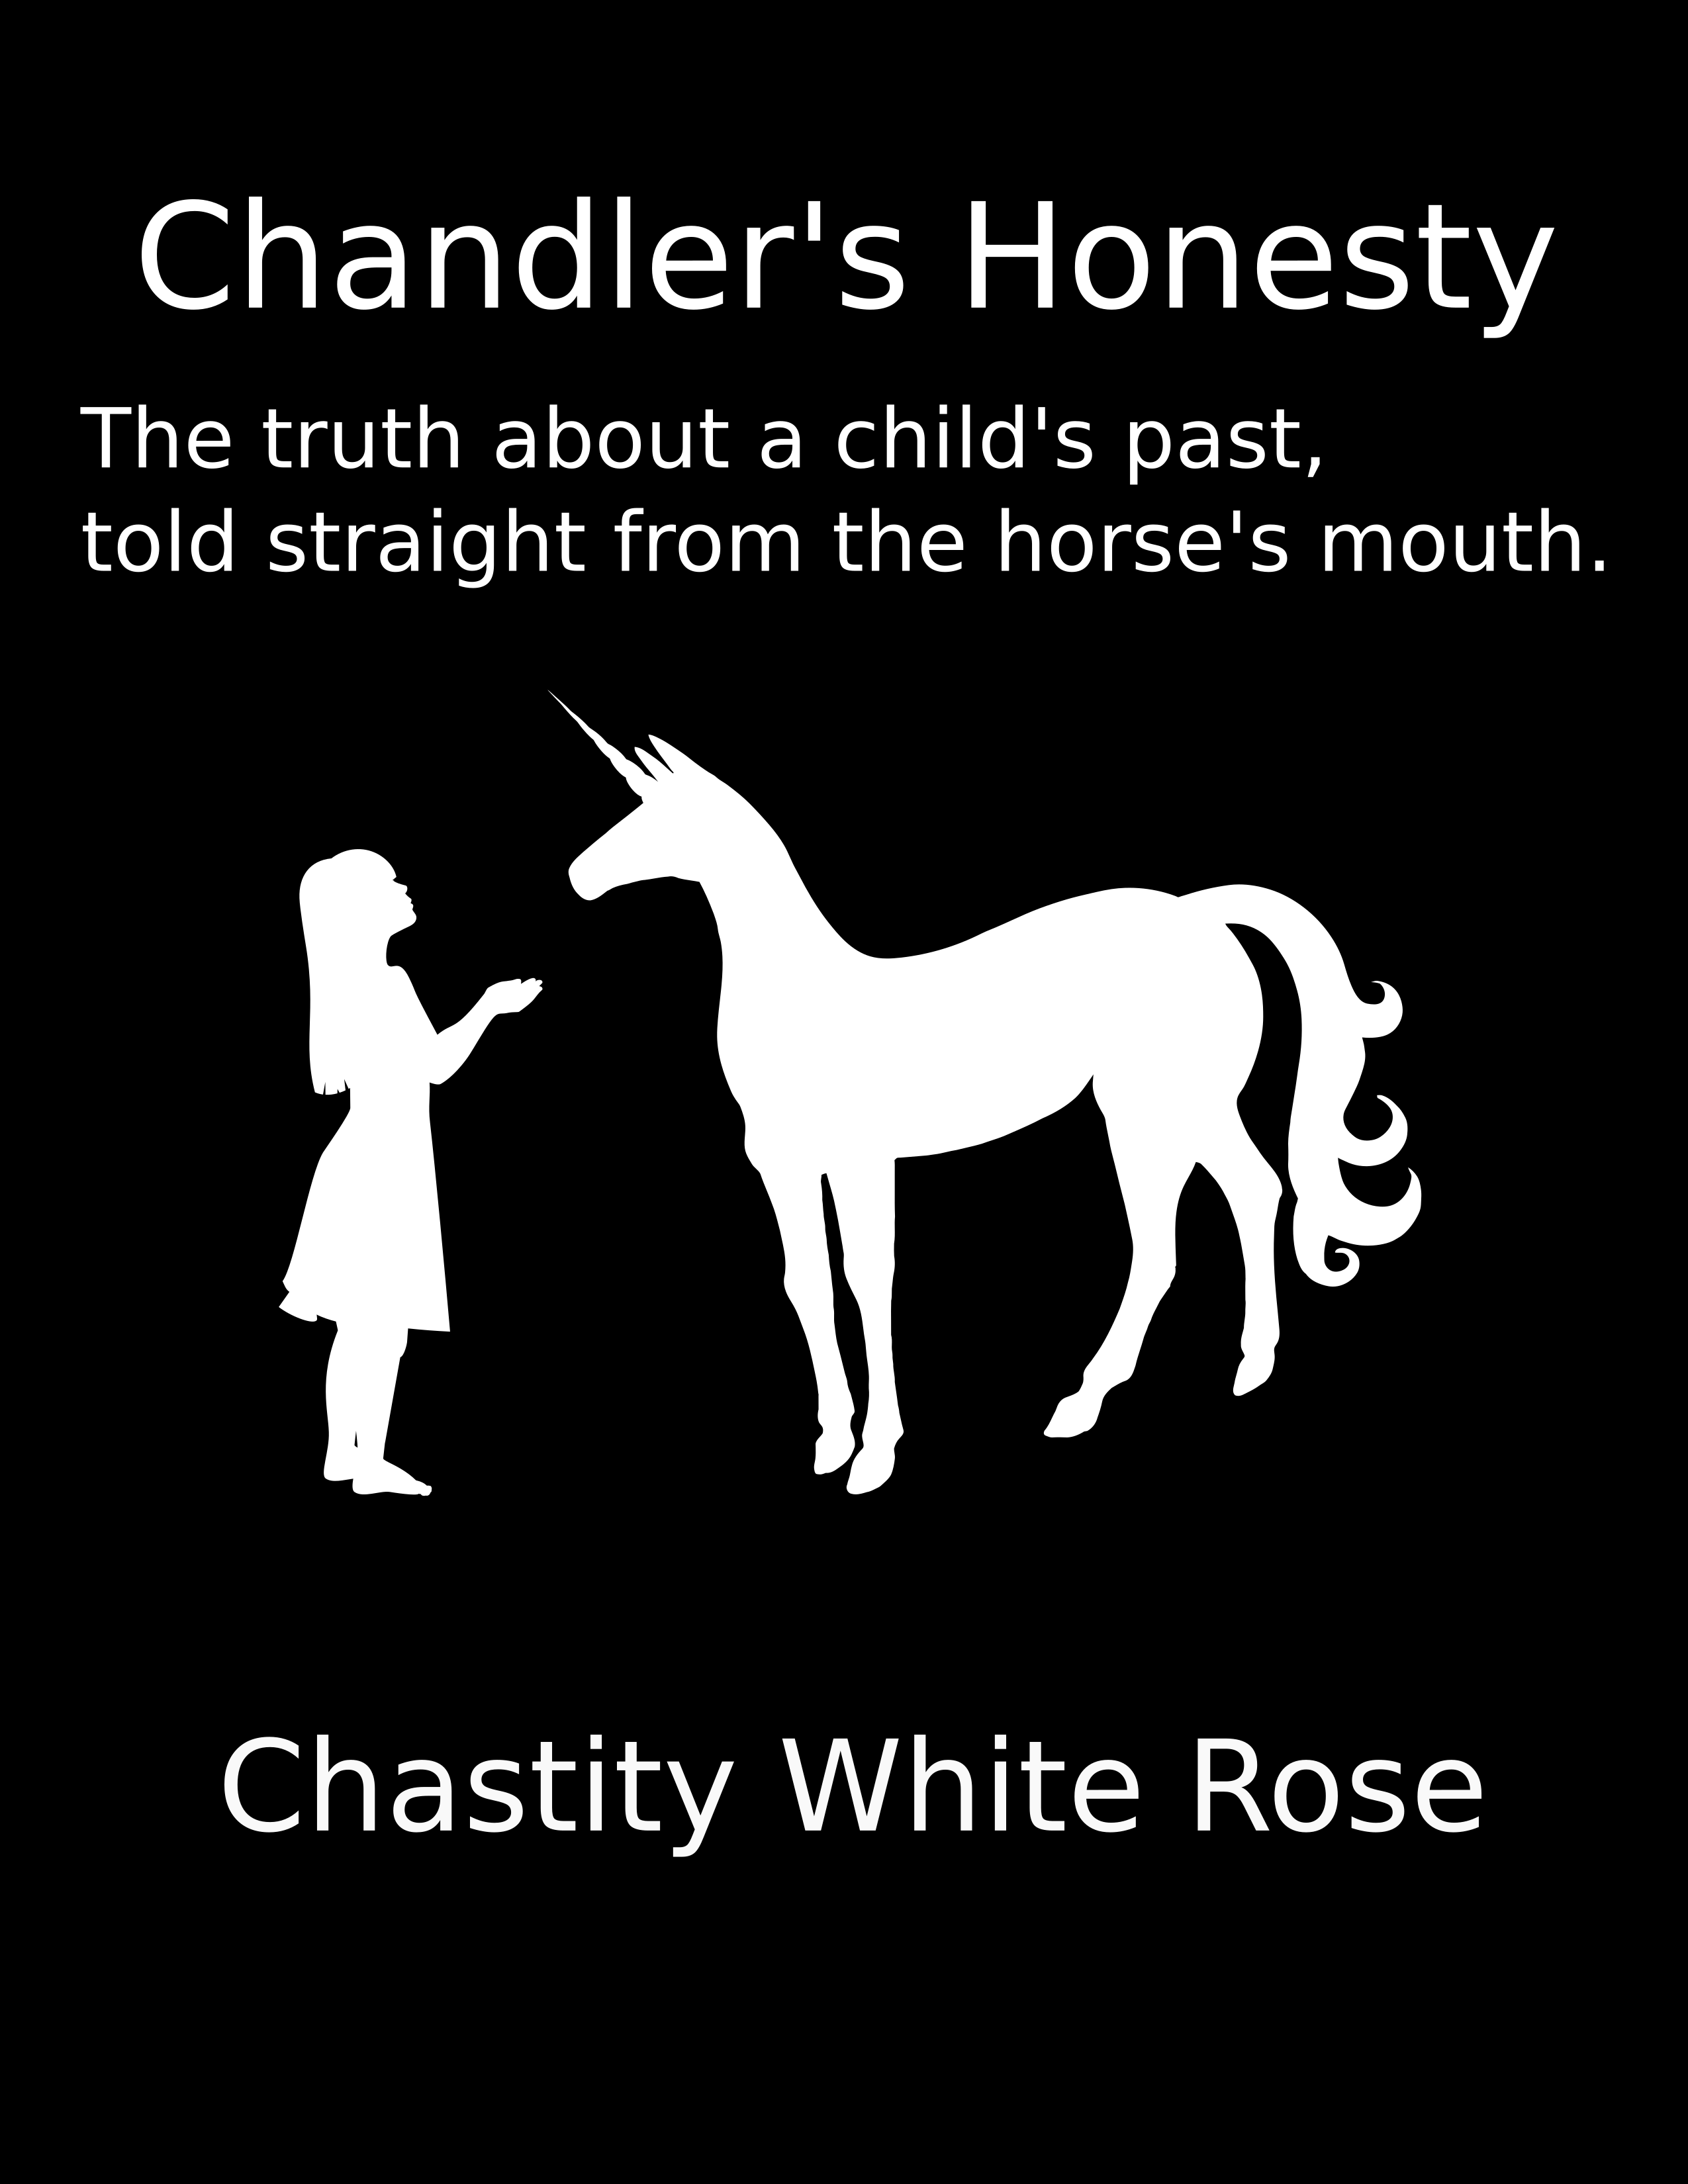 Chandler's Honesty
The truth about a child's past,
told straight from the horse's mouth.
Chastity White Rose